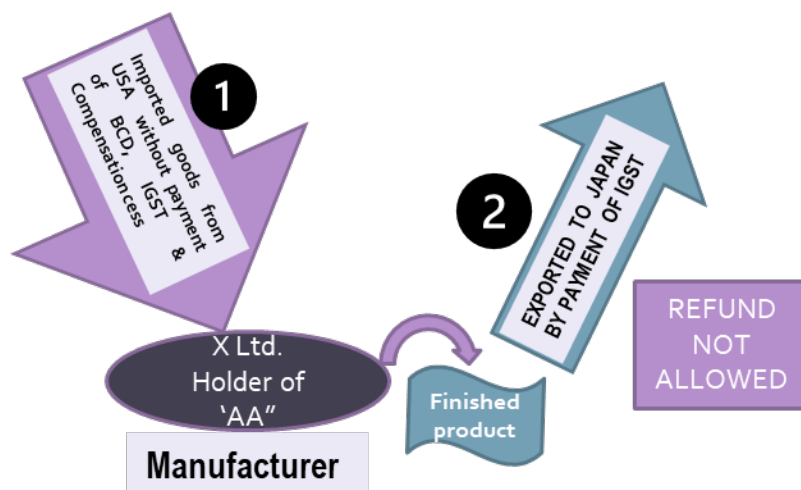 1
Imported goods from
USA without payment
of BCD, IGST &
Compensation cess
X Ltd.
Holder of
‘AA”
Manufacturer
Finished
product
2
EXPORTED TO JAPAN
BY PAYMENT OF IGST
REFUND
NOT
ALLOWED